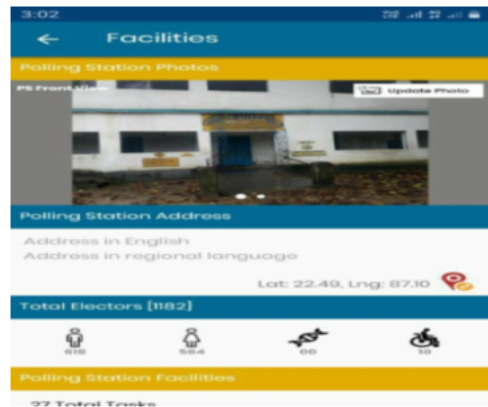 3:02
Facilities
Polling Station Photos
PS Front View
Update Photo
Polling Station Address
Address in English
Address in regional language
Lat: 22.49, Lng: 87.10
Total Electors [1182]
618 564 00 10
Polling Station Facilities
27 Total Tasks